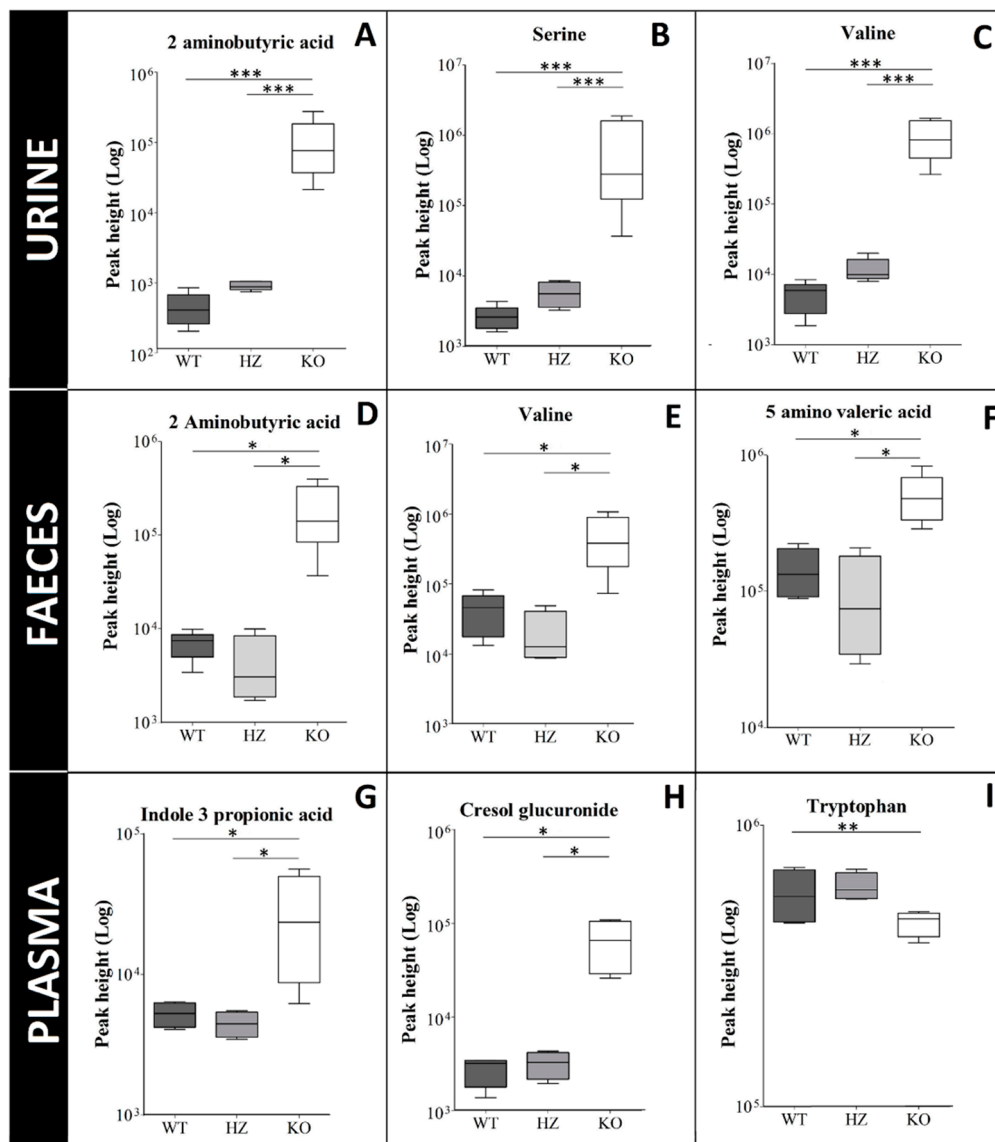 URINE
2 aminobutyric acid A
Peak height (Log)
10⁶
10⁵
10⁴
10³
10²
***
***
WT HZ KO
Serine B
Peak height (Log)
10⁷
10⁶
10⁵
10⁴
10³
***
***
WT HZ KO
Valine C
Peak height (Log)
10⁷
10⁶
10⁵
10⁴
10³
***
***
WT HZ KO
FAECES
2 Aminobutyric acid D
Peak height (Log)
10⁶
10⁵
10⁴
10³
*
*
WT HZ KO
Valine E
Peak height (Log)
10⁷
10⁶
10⁵
10⁴
10³
*
*
WT HZ KO
5 amino valeric acid F
Peak height (Log)
10⁶
10⁵
10⁴
*
*
WT HZ KO
PLASMA
Indole 3 propionic acid G
Peak height (Log)
10⁵
10⁴
10³
*
*
WT HZ KO
Cresol glucuronide H
Peak height (Log)
10⁶
10⁵
10⁴
10³
*
*
WT HZ KO
Tryptophan I
Peak height (Log)
10⁶
10⁵
**
WT HZ KO